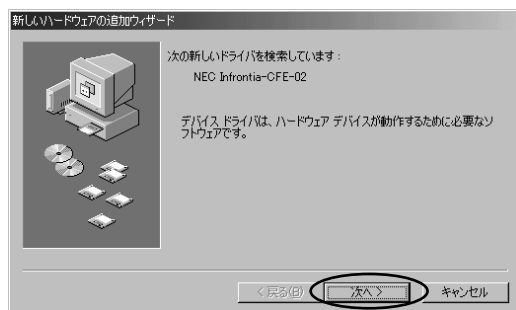 新しいハードウェアの追加ウィザード
次の新しいドライバを検索しています：
NEC Infrontia-CFE-02
デバイス ドライバは、ハードウェア デバイスが動作するために必要なソ
フトウェアです。
< 戻る(B)
次へ >
キャンセル